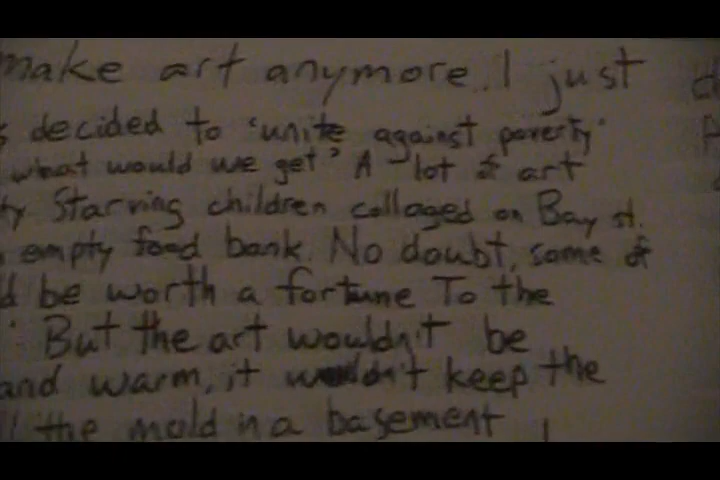 make art anymore. I just
s decided to 'unite against poverty'
what would we get? A lot of art
ty Starving children collaged on Bay st.
empty food bank. No doubt, some of
d be worth a fortune To the
But the art wouldn't be
and warm, it wouldn't keep the
the mold in a basement